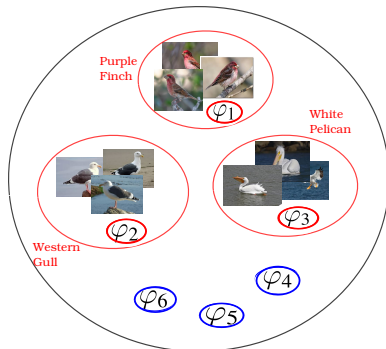 Purple
Finch
φ1
White
Pelican
φ2
φ3
Western
Gull
φ4
φ6
φ5